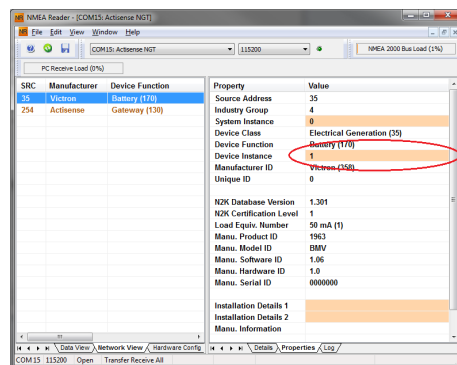 NMEA Reader - [COM15: Actisense NGT]
File Edit View Window Help
COM15: Actisense NGT 115200 NMEA 2000 Bus Load (1%)
PC Receive Load (0%)
SRC Manufacturer Device Function
35 Victron Battery (170)
254 Actisense Gateway (130)
Property Value
Source Address 35
Industry Group 4
System Instance 0
Device Class Electrical Generation (35)
Device Function Battery (170)
Device Instance 1
Manufacturer ID Victron (358)
Unique ID 0
N2K Database Version 1.301
N2K Certification Level 1
Load Equiv. Number 50 mA (1)
Manu. Product ID 1963
Manu. Model ID BMV
Manu. Software ID 1.06
Manu. Hardware ID 1.0
Manu. Serial ID 0000000
Installation Details 1
Installation Details 2
Manu. Information
Data View Network View Hardware Config
Details Properties Log
COM15 115200 Open Transfer Receive All